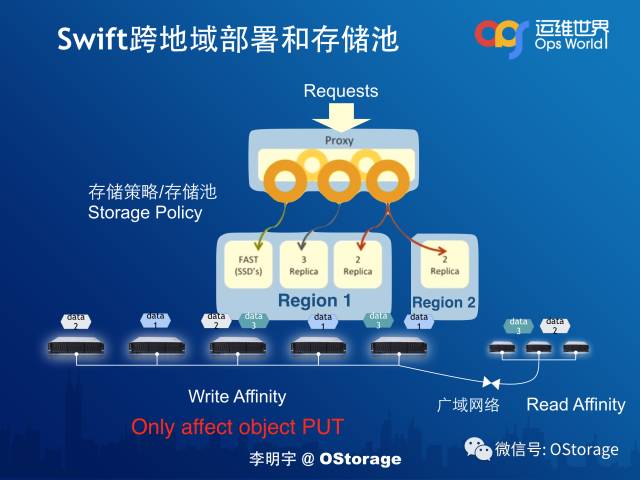 Swift跨地域部署和存储池
运维世界
Ops World
Requests
Proxy
存储策略/存储池
Storage Policy
FAST
(SSD's)
3
Replica
2
Replica
2
Replica
Region 1
Region 2
data
2
data
1
data
2
data
3
data
1
data
3
data
1
data
3
data
2
Write Affinity
广域网络
Read Affinity
Only affect object PUT
微信号: OStorage
李明宇 @ OStorage